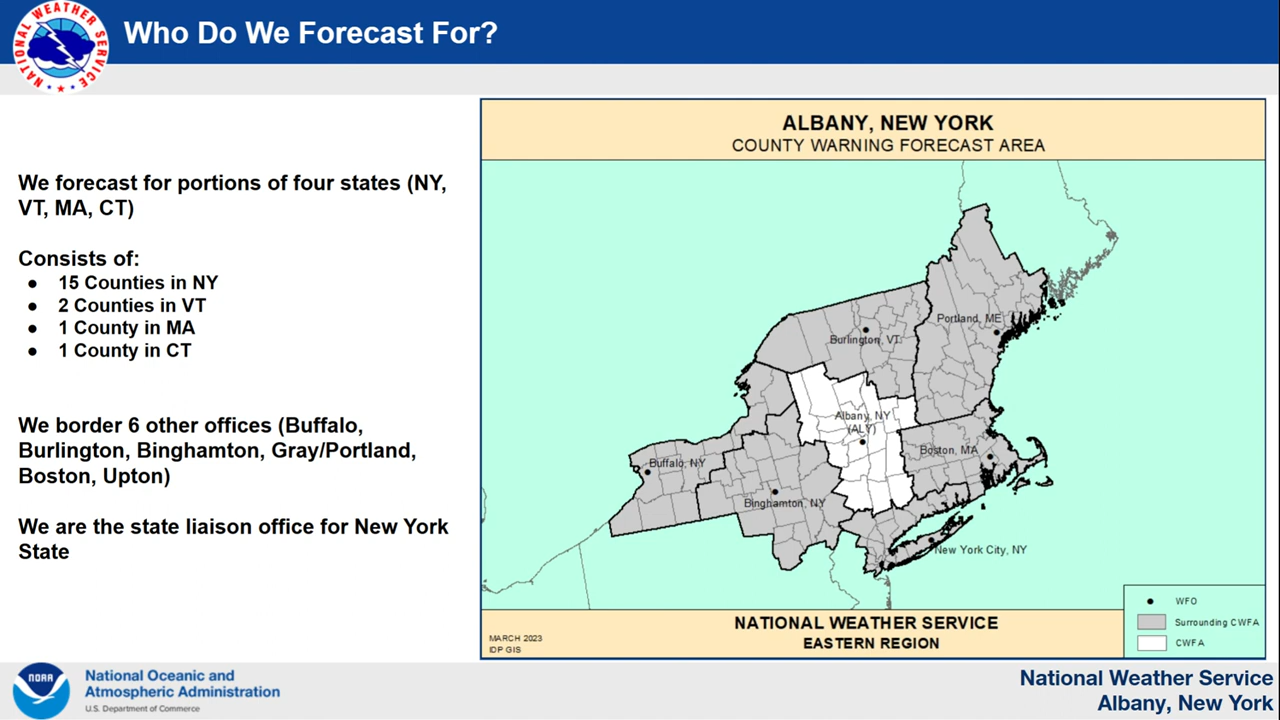 NATIONAL WEATHER SERVICE
Who Do We Forecast For?
We forecast for portions of four states (NY,
VT, MA, CT)
Consists of:
● 15 Counties in NY
● 2 Counties in VT
● 1 County in MA
● 1 County in CT
We border 6 other offices (Buffalo,
Burlington, Binghamton, Gray/Portland,
Boston, Upton)
We are the state liaison office for New York
State
ALBANY, NEW YORK
COUNTY WARNING FORECAST AREA
Portland, ME
Burlington, VT
Albany, NY
(ALY)
Boston, MA
Buffalo, NY
Binghamton, NY
New York City, NY
WFO
Surrounding CWFA
CWFA
MARCH 2023
IDP GIS
NATIONAL WEATHER SERVICE
EASTERN REGION
NOAA
National Oceanic and
Atmospheric Administration
U.S. Department of Commerce
National Weather Service
Albany, New York